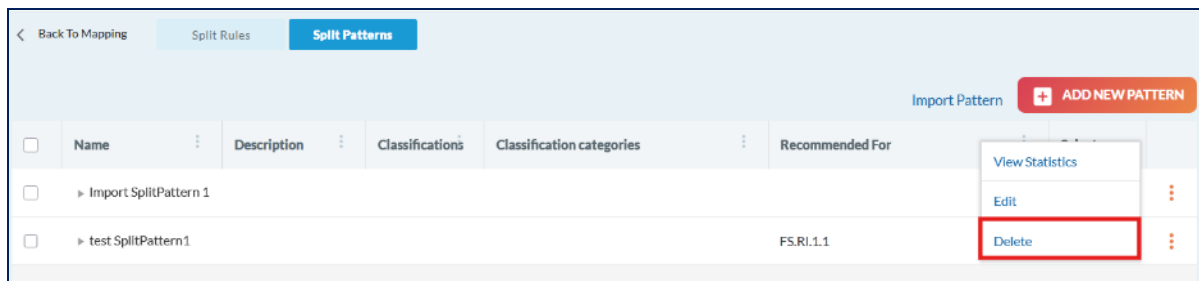 Back To Mapping Split Rules Split Patterns
Import Pattern ADD NEW PATTERN
Name Description Classifications Classification categories Recommended For
View Statistics
Import SplitPattern 1
Edit
test SplitPattern1 FS.RI.1.1 Delete